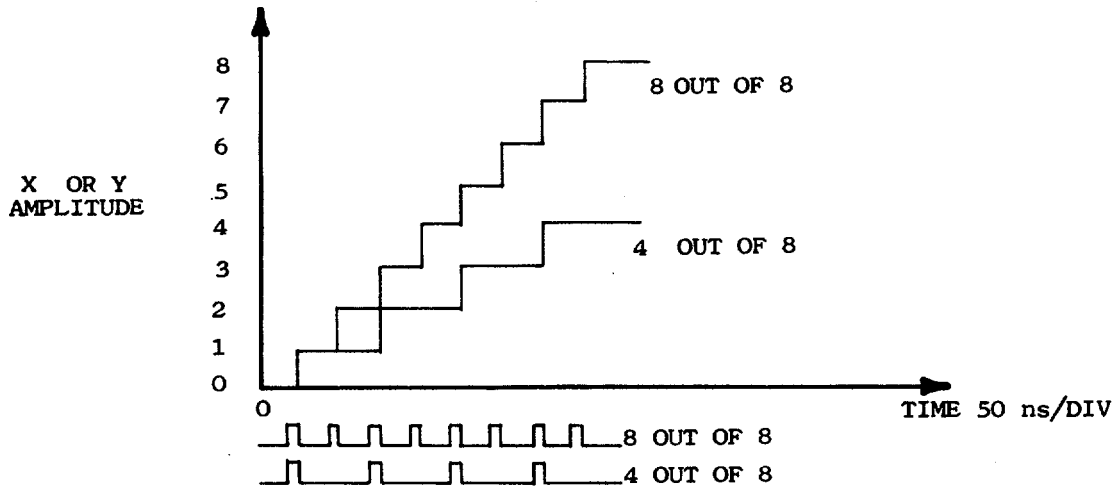 8
7
6
.5
4
3
2
1
0
X OR Y
AMPLITUDE
8 OUT OF 8
4 OUT OF 8
0
TIME 50 ns/DIV
8 OUT OF 8
4 OUT OF 8